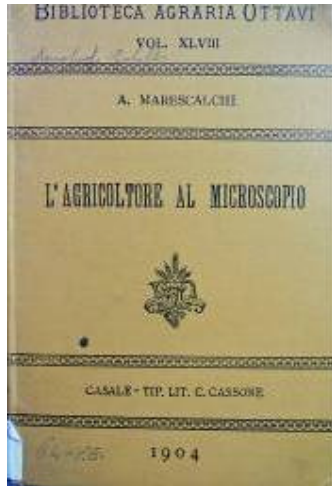 BIBLIOTECA AGRARIA OTTAVI
VOL. XLVIII
A. MARESCALCHI
L'AGRICOLTORE AL MICROSCOPIO
CASALE - TIP. LIT. C. CASSONE
1904